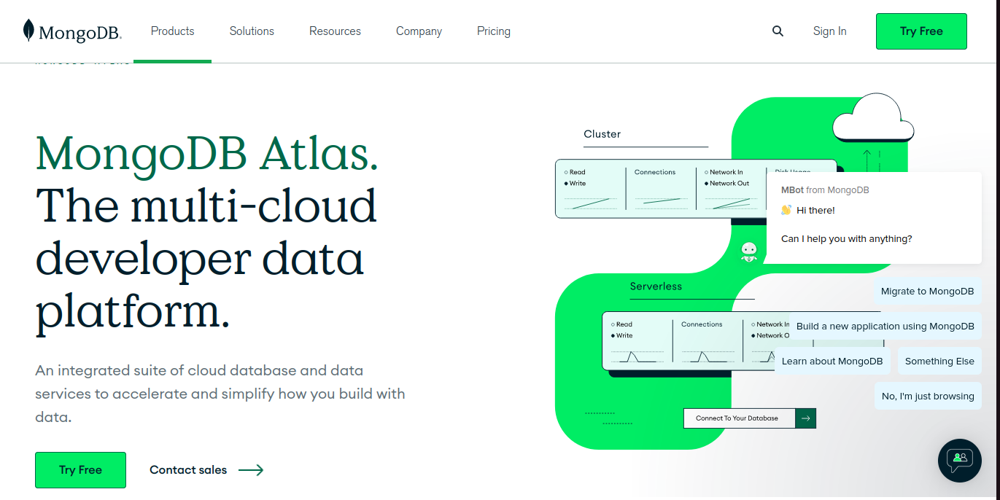 MongoDB.
Products
Solutions
Resources
Company
Pricing
Sign In
Try Free
MongoDB Atlas.
The multi-cloud
developer data
platform.
An integrated suite of cloud database and data
services to accelerate and simplify how you build with
data.
Try Free
Contact sales
Cluster
Read
Write
Connections
Network In
Network Out
Disk Usage
MBot from MongoDB
👋 Hi there!
Can I help you with anything?
Serverless
Read
Write
Connections
Network In
Network O
Migrate to MongoDB
Build a new application using MongoDB
Learn about MongoDB
Something Else
No, I'm just browsing
Connect To Your Database